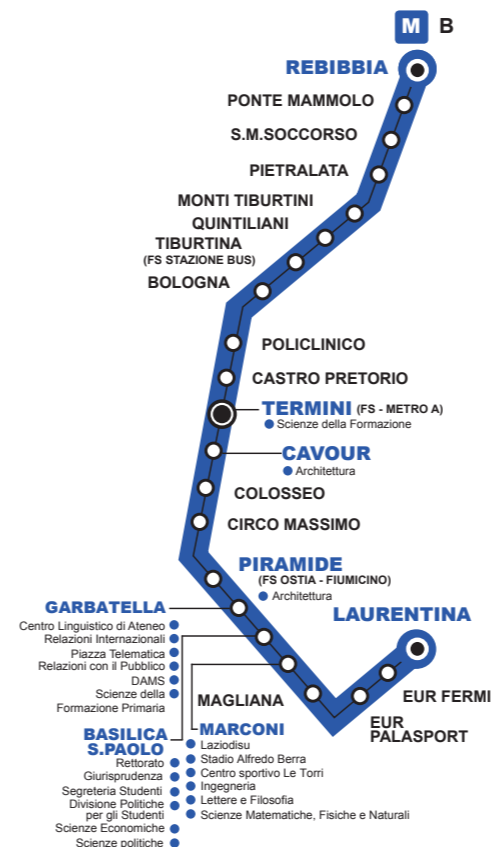 M B
REBIBBIA
PONTE MAMMOLO
S.M.SOCCORSO
PIETRALATA
MONTI TIBURTINI
QUINTILIANI
TIBURTINA
(FS STAZIONE BUS)
BOLOGNA
POLICLINICO
CASTRO PRETORIO
TERMINI (FS - METRO A)
Scienze della Formazione
CAVOUR
Architettura
COLOSSEO
CIRCO MASSIMO
PIRAMIDE
(FS OSTIA - FIUMICINO)
Architettura
GARBATELLA
Centro Linguistico di Ateneo
Relazioni Internazionali
Piazza Telematica
Relazioni con il Pubblico
DAMS
Scienze della
Formazione Primaria
LAURENTINA
EUR FERMI
EUR
PALASPORT
MAGLIANA
BASILICA
S.PAOLO
Rettorato
Giurisprudenza
Segreteria Studenti
Divisione Politiche
per gli Studenti
Scienze Economiche
Scienze politiche
MARCONI
Laziodisu
Stadio Alfredo Berra
Centro sportivo Le Torri
Ingegneria
Lettere e Filosofia
Scienze Matematiche, Fisiche e Naturali